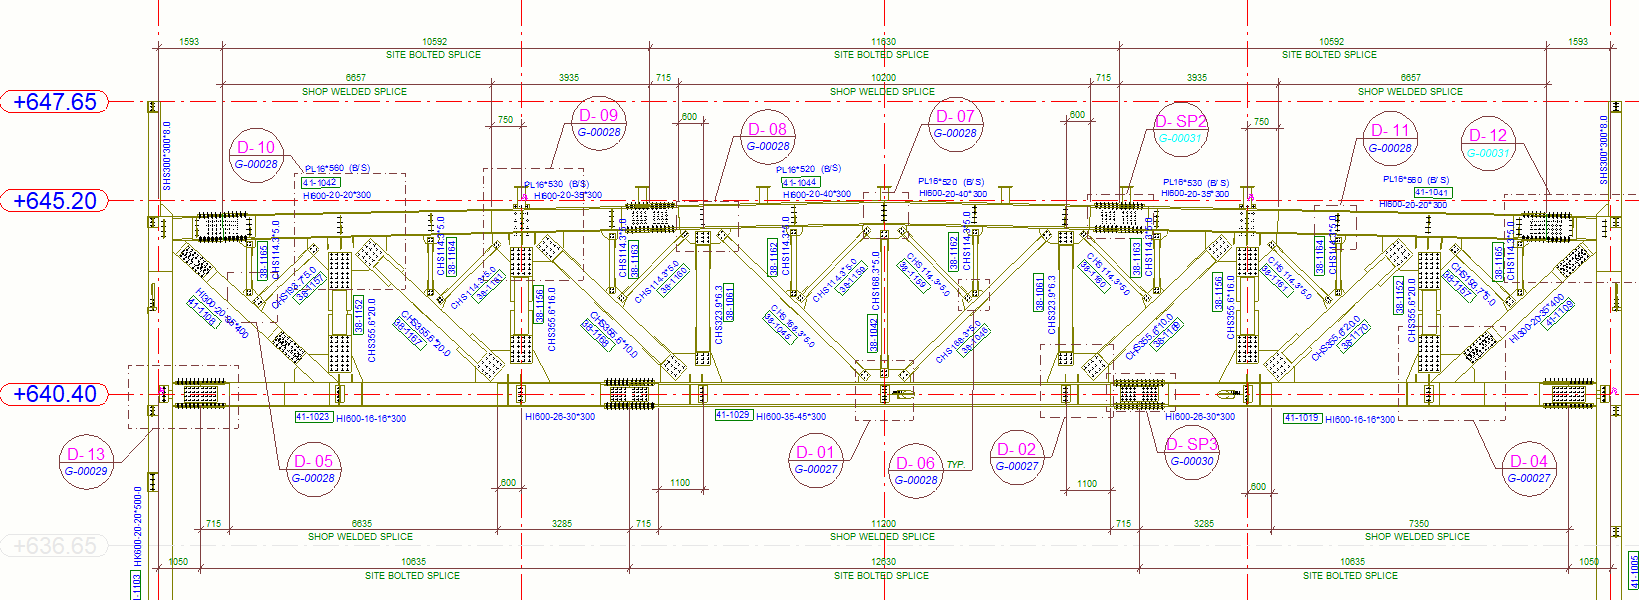 1593
10592
11630
10592
1593
SITE BOLTED SPLICE
SITE BOLTED SPLICE
SITE BOLTED SPLICE
6657
3935
715
10200
715
3935
6657
SHOP WELDED SPLICE
SHOP WELDED SPLICE
SHOP WELDED SPLICE
+647.65
750
600
600
750
D- 09
G-00028
D- 08
G-00028
D- 07
G-00028
D- SP2
G-00031
D- 11
G-00028
D- 12
G-00031
D- 10
G-00028
SHS300*300*8.0
SHS300*300*8.0
PL16*560 (B/S)
41-1042
HI600-20-20*300
PL16*530 (B/S)
HI600-20-35*300
PL16*520 (B/S)
41-1044
HI600-20-40*300
PL16*520 (B/S)
HI600-20-40*300
PL16*530 (B/S)
HI600-20-35*300
PL16*560 (B/S)
41-1041
HI600-20-20*300
+645.20
38-1165
CHS114.3*5.0
CHS114.3*5.0
38-1164
CHS114.3*5.0
38-1163
38-1162
CHS114.3*5.0
38-1162
CHS114.3*5.0
38-1163
CHS114.3*5.0
38-1164
CHS114.3*5.0
38-1165
CHS114.3*5.0
38-1157
CHS114.3*5.0
38-1161
CHS114.3*5.0
38-1160
CHS114.3*5.0
38-1159
CHS168.3*5.0
38-1042
CHS114.3*5.0
38-1159
CHS114.3*5.0
38-1160
CHS114.3*5.0
38-1161
38-1157
HI300-20-35*400
41-1108
38-1152
CHS355.6*20.0
CHS355.6*20.0
38-1167
38-1156
CHS355.6*16.0
CHS355.6*10.0
38-1168
CHS323.9*6.3
38-1061
CHS168.3*5.0
38-1045
CHS168.3*5.0
38-1046
38-1061
CHS323.9*6.3
CHS355.6*10.0
38-1156
CHS355.6*16.0
CHS355.6*20.0
38-1170
38-1152
CHS355.6*20.0
HI300-20-35*400
41-1109
+640.40
41-1023
HI600-16-16*300
HI600-26-30*300
41-1029
HI600-35-45*300
HI600-26-30*300
41-1019
HI600-16-16*300
D- 13
G-00029
D- 05
G-00028
D- 01
G-00027
D- 06
G-00028
TYP.
D- 02
G-00027
D- SP3
G-00030
D- 04
G-00027
600
1100
1100
600
HK600-20-20*500-0
-1103
41-1005
715
6635
3285
715
11200
715
3285
7350
SHOP WELDED SPLICE
SHOP WELDED SPLICE
SHOP WELDED SPLICE
+636.65
1050
10635
12630
10635
1050
SITE BOLTED SPLICE
SITE BOLTED SPLICE
SITE BOLTED SPLICE